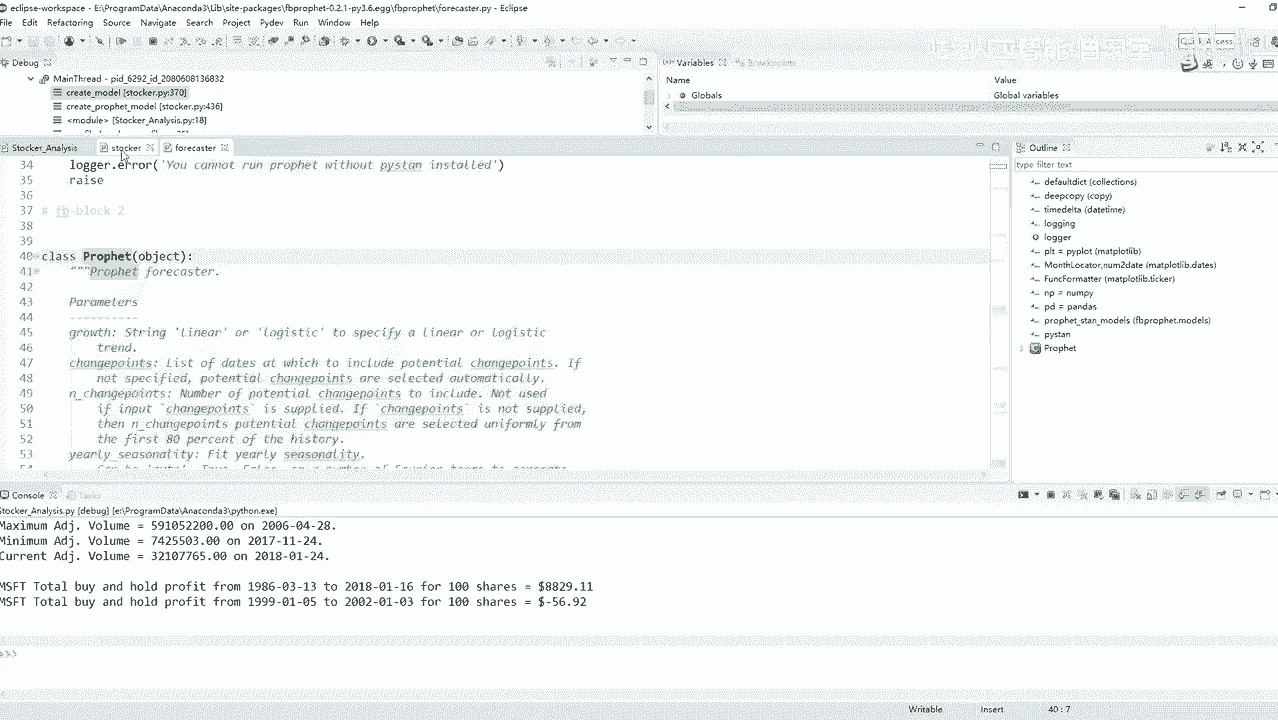 eclipse-workspace - E:\ProgramData\Anaconda3\Lib\site-packages\fbprophet-0.2.1-py3.6.egg\fbprophet\forecaster.py - Eclipse
File Edit Refactoring Source Navigate Search Project Pydev Run Window Help
Quick Access
Debug
Variables Breakpoints
MainThread - pid_6292_id_2080608136832
create_model [stocker.py:370]
create_prophet_model [stocker.py:436]
<module> [Stocker_Analysis.py:18]
Name Value
Globals Global variables
Stocker_Analysis stocker forecaster
34 logger.error('You cannot run prophet without pystan installed')
35 raise
36
37 # fb-block 2
38
39
40 class Prophet(object):
41 """Prophet forecaster.
42
43 Parameters
44 ----------
45 growth: String 'linear' or 'logistic' to specify a linear or logistic
46 trend.
47 changepoints: List of dates at which to include potential changepoints. If
48 not specified, potential changepoints are selected automatically.
49 n_changepoints: Number of potential changepoints to include. Not used
50 if input `changepoints` is supplied. If `changepoints` is not supplied,
51 then n_changepoints potential changepoints are selected uniformly from
52 the first 80 percent of the history.
53 yearly_seasonality: Fit yearly seasonality.
Outline
type filter text
defaultdict (collections)
deepcopy (copy)
timedelta (datetime)
logging
logger
plt = pyplot (matplotlib)
MonthLocator,num2date (matplotlib.dates)
FuncFormatter (matplotlib.ticker)
np = numpy
pd = pandas
prophet_stan_models (fbprophet.models)
pystan
Prophet
Console Tasks
Stocker_Analysis.py [debug] [e:\ProgramData\Anaconda3\python.exe]
Maximum Adj. Volume = 591052200.00 on 2006-04-28.
Minimum Adj. Volume = 7425503.00 on 2017-11-24.
Current Adj. Volume = 32107765.00 on 2018-01-24.
MSFT Total buy and hold profit from 1986-03-13 to 2018-01-16 for 100 shares = $8829.11
MSFT Total buy and hold profit from 1999-01-05 to 2002-01-03 for 100 shares = $-56.92
>>>
Writable Insert 40 : 7